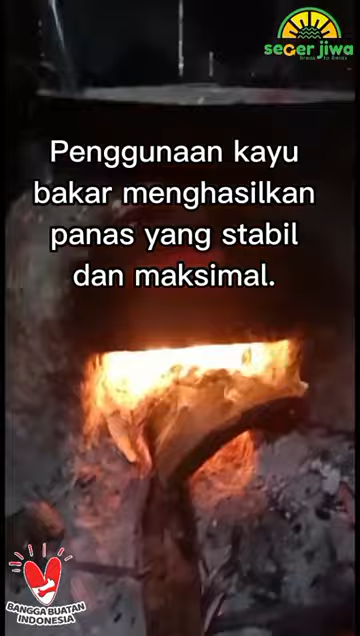 seger jiwa
Penggunaan kayu
bakar menghasilkan
panas yang stabil
dan maksimal.
BANGGA BUATAN
INDONESIA